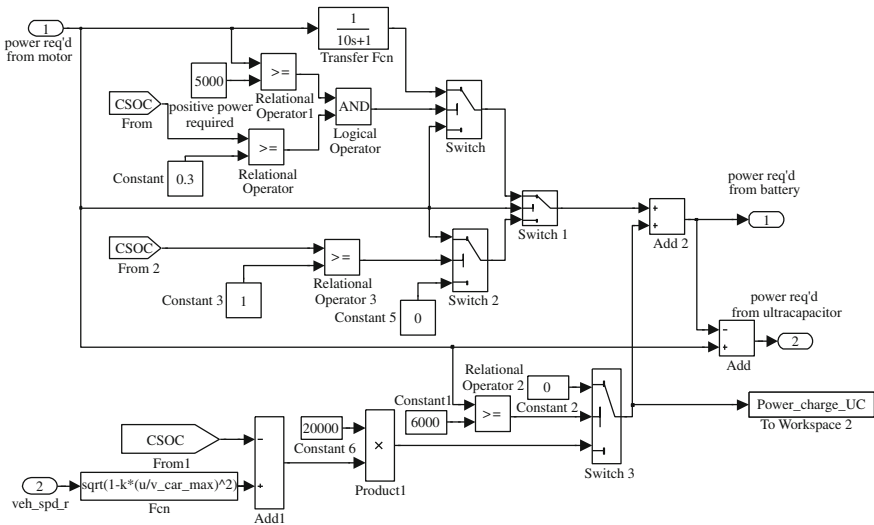 1
power req'd
from motor
1
10s+1
Transfer Fcn
5000
positive power
required
>=
Relational
Operator1
CSOC
From
AND
Logical
Operator
>=
Relational
Operator
Constant
0.3
Switch
Switch 1
CSOC
From 2
>=
Relational
Operator 3
Constant 3
1
Switch 2
Constant 5
0
+
+
Add 2
power req'd
from battery
1
power req'd
from ultracapacitor
−
+
2
Add
Relational
Operator 2
Constant1
6000
>=
0
Constant 2
Switch 3
Power_charge_UC
To Workspace 2
20000
Constant 6
×
Product1
CSOC
From1
−
+
Add1
2
veh_spd_r
sqrt(1-k*(u/v_car_max)^2)
Fcn